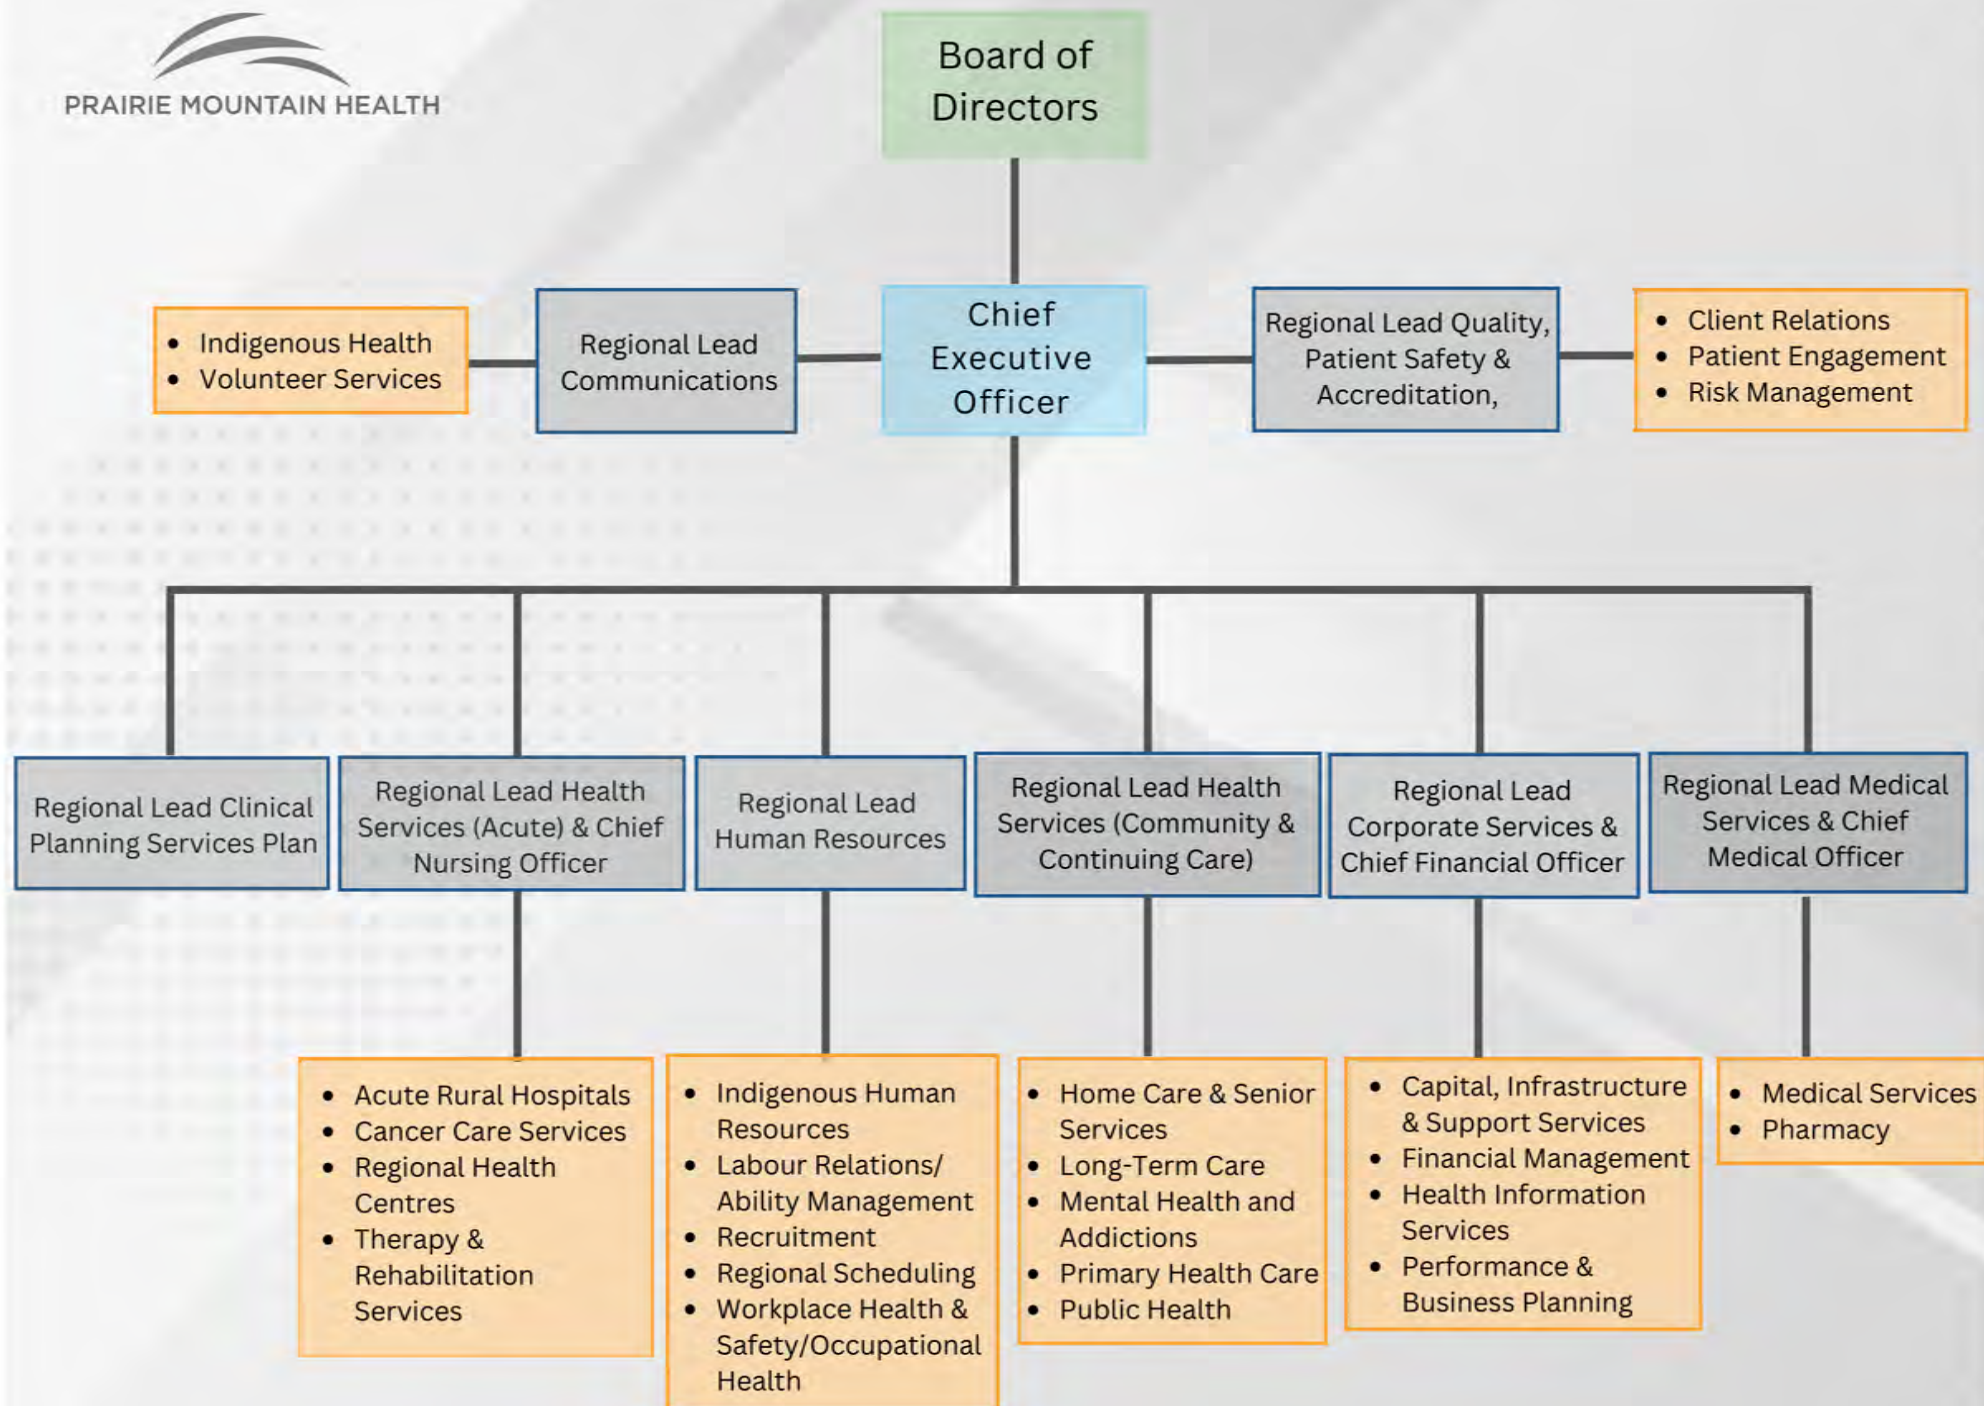 PRAIRIE MOUNTAIN HEALTH
Board of
Directors
• Indigenous Health
• Volunteer Services
Regional Lead
Communications
Chief
Executive
Officer
Regional Lead Quality,
Patient Safety &
Accreditation,
• Client Relations
• Patient Engagement
• Risk Management
Regional Lead Clinical
Planning Services Plan
Regional Lead Health
Services (Acute) & Chief
Nursing Officer
Regional Lead
Human Resources
Regional Lead Health
Services (Community &
Continuing Care)
Regional Lead
Corporate Services &
Chief Financial Officer
Regional Lead Medical
Services & Chief
Medical Officer
• Acute Rural Hospitals
• Cancer Care Services
• Regional Health
Centres
• Therapy &
Rehabilitation
Services
• Indigenous Human
Resources
• Labour Relations/
Ability Management
• Recruitment
• Regional Scheduling
• Workplace Health &
Safety/Occupational
Health
• Home Care & Senior
Services
• Long-Term Care
• Mental Health and
Addictions
• Primary Health Care
• Public Health
• Capital, Infrastructure
& Support Services
• Financial Management
• Health Information
Services
• Performance &
Business Planning
• Medical Services
• Pharmacy